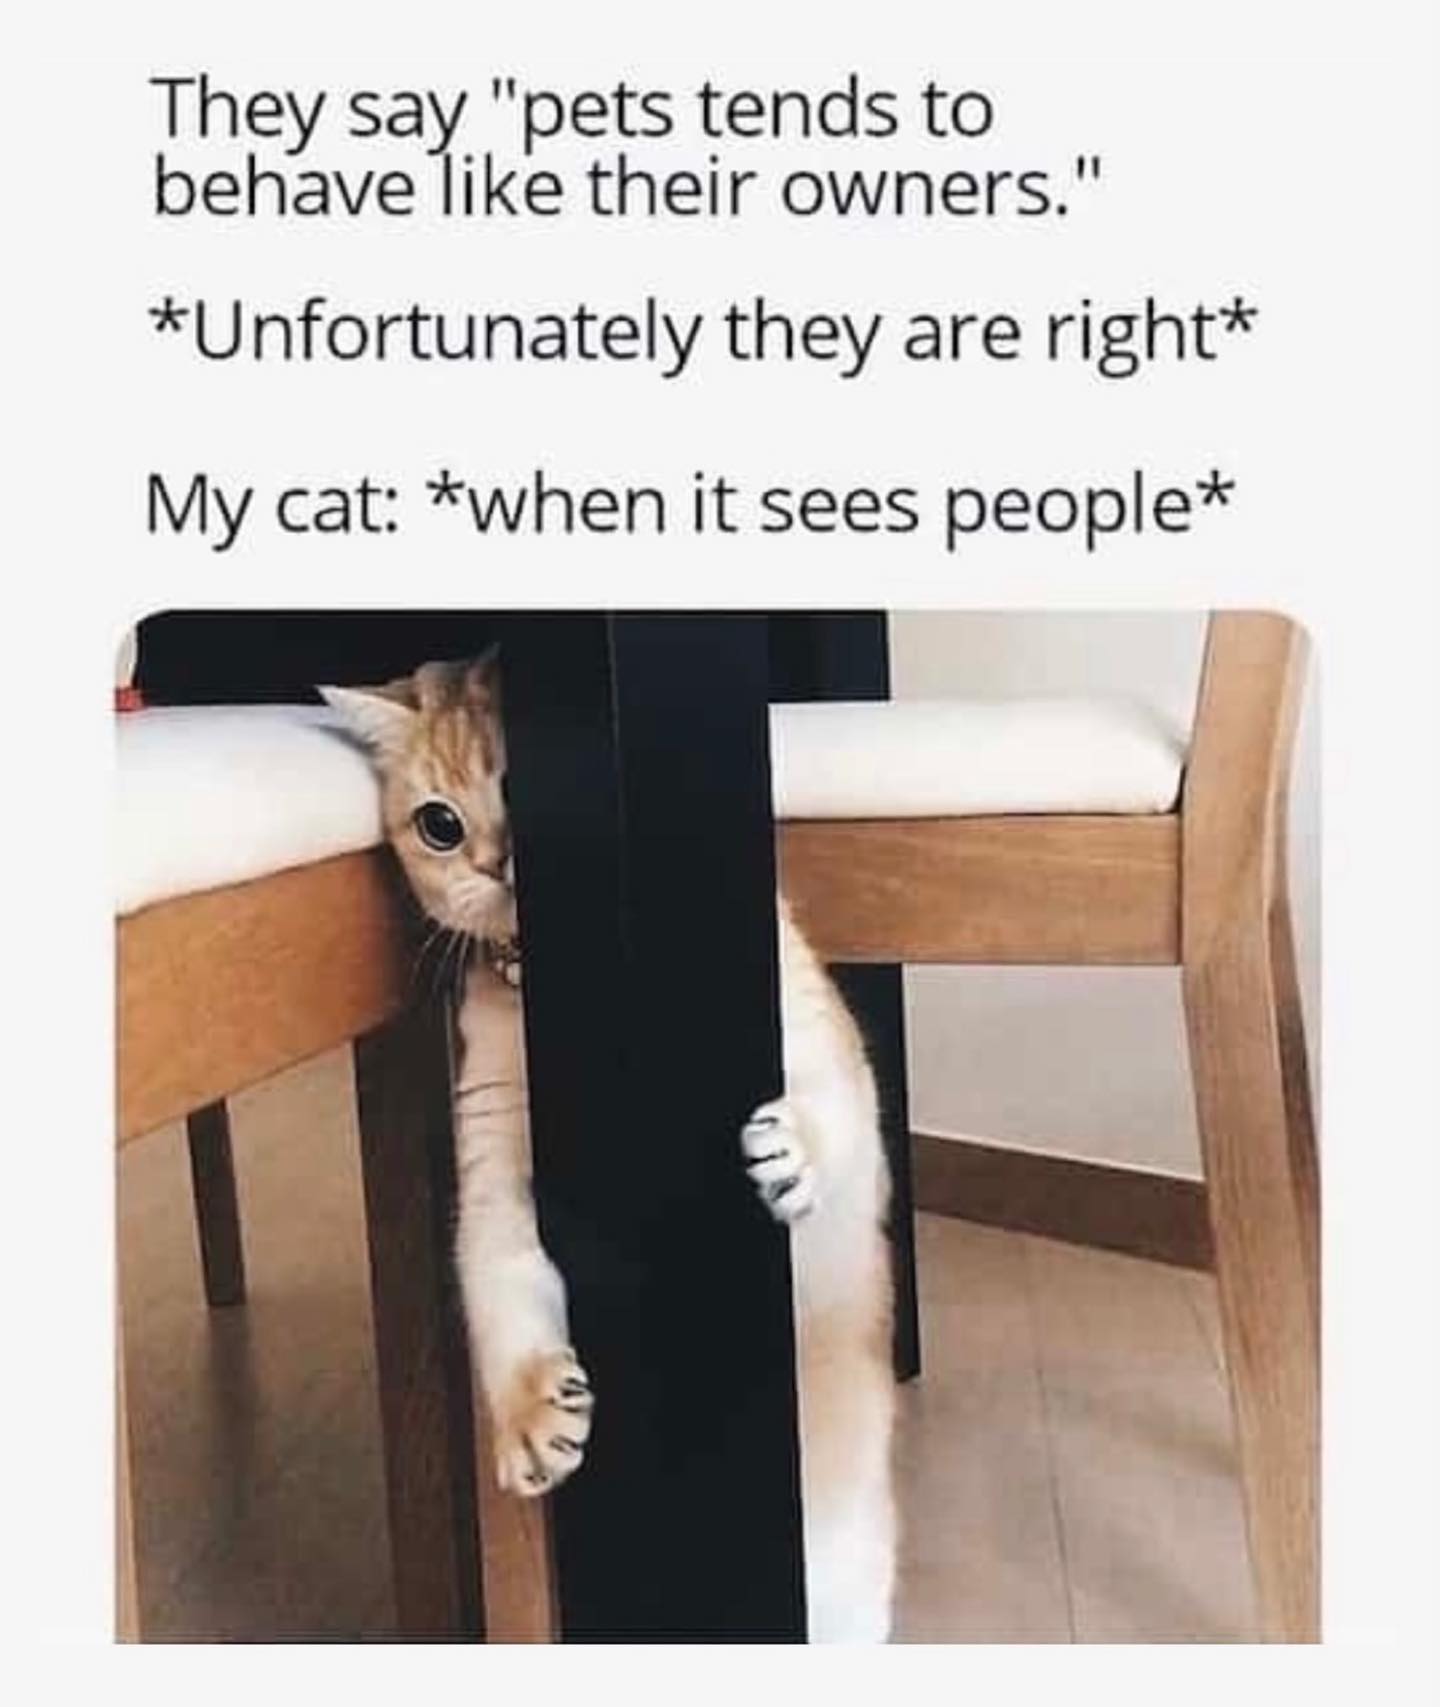 They say "pets tends to
behave like their owners."
*Unfortunately they are right*
My cat: *when it sees people*